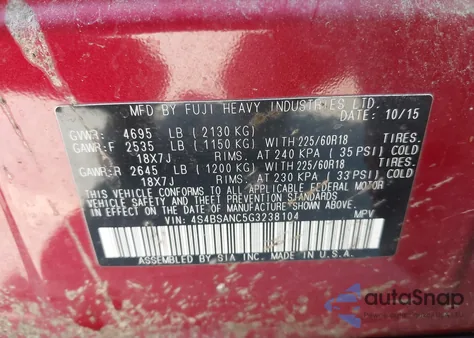 MFD BY FUJI HEAVY INDUSTRIES LTD.
DATE: 10/15
GVWR: 4695 LB (2130 KG)
GAWR:F 2535 LB (1150 KG) WITH 225/60R18 TIRES.
18X7J RIMS. AT 240 KPA ( 35 PSI) COLD
GAWR:R 2645 LB (1200 KG) WITH 225/60R18 TIRES.
18X7J RIMS. AT 230 KPA ( 33 PSI) COLD
THIS VEHICLE CONFORMS TO ALL APPLICABLE FEDERAL MOTOR
VEHICLE SAFETY AND THEFT PREVENTION STANDARDS IN EFFECT ON
THE DATE OF MANUFACTURE SHOWN ABOVE.
VIN: 4S4BSANC5G3238104 MPV
ASSEMBLED BY SIA INC. MADE IN U.S.A.
autoSnap